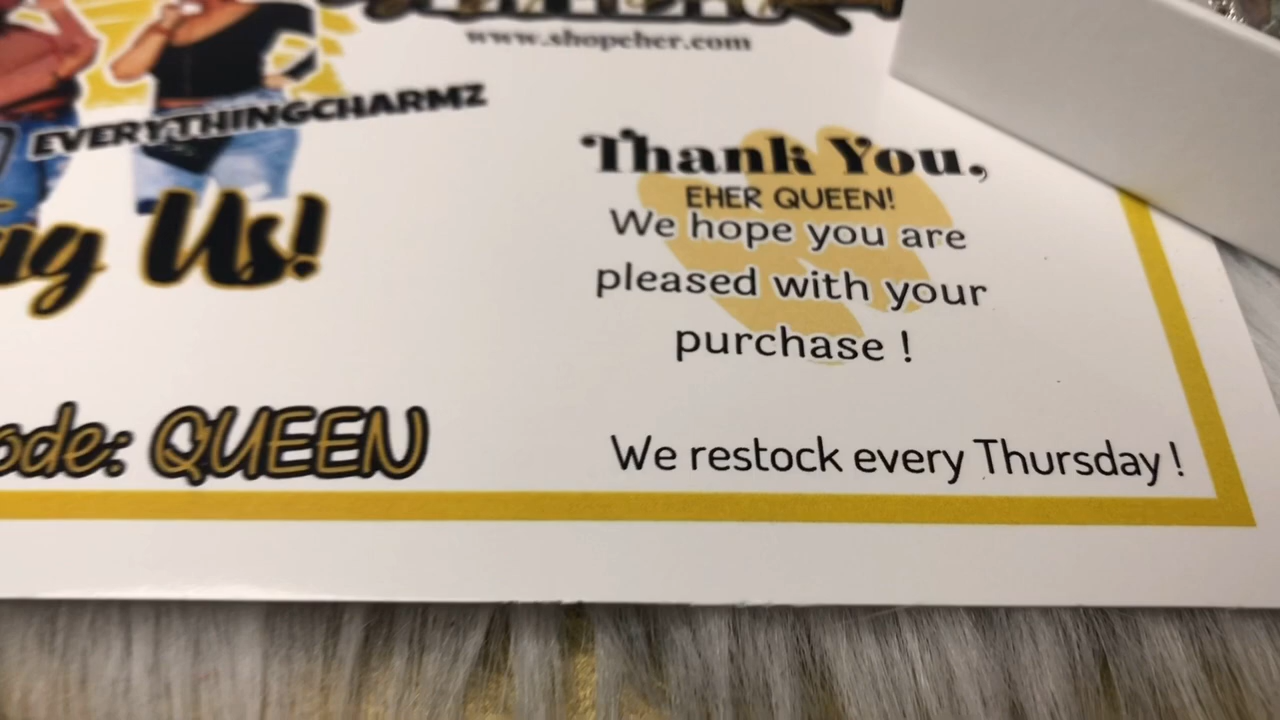 www.shopeher.com
EVERYTHINGCHARMZ
Us!
Thank You,
EHER QUEEN!
We hope you are
pleased with your
purchase !
ode: QUEEN
We restock every Thursday !